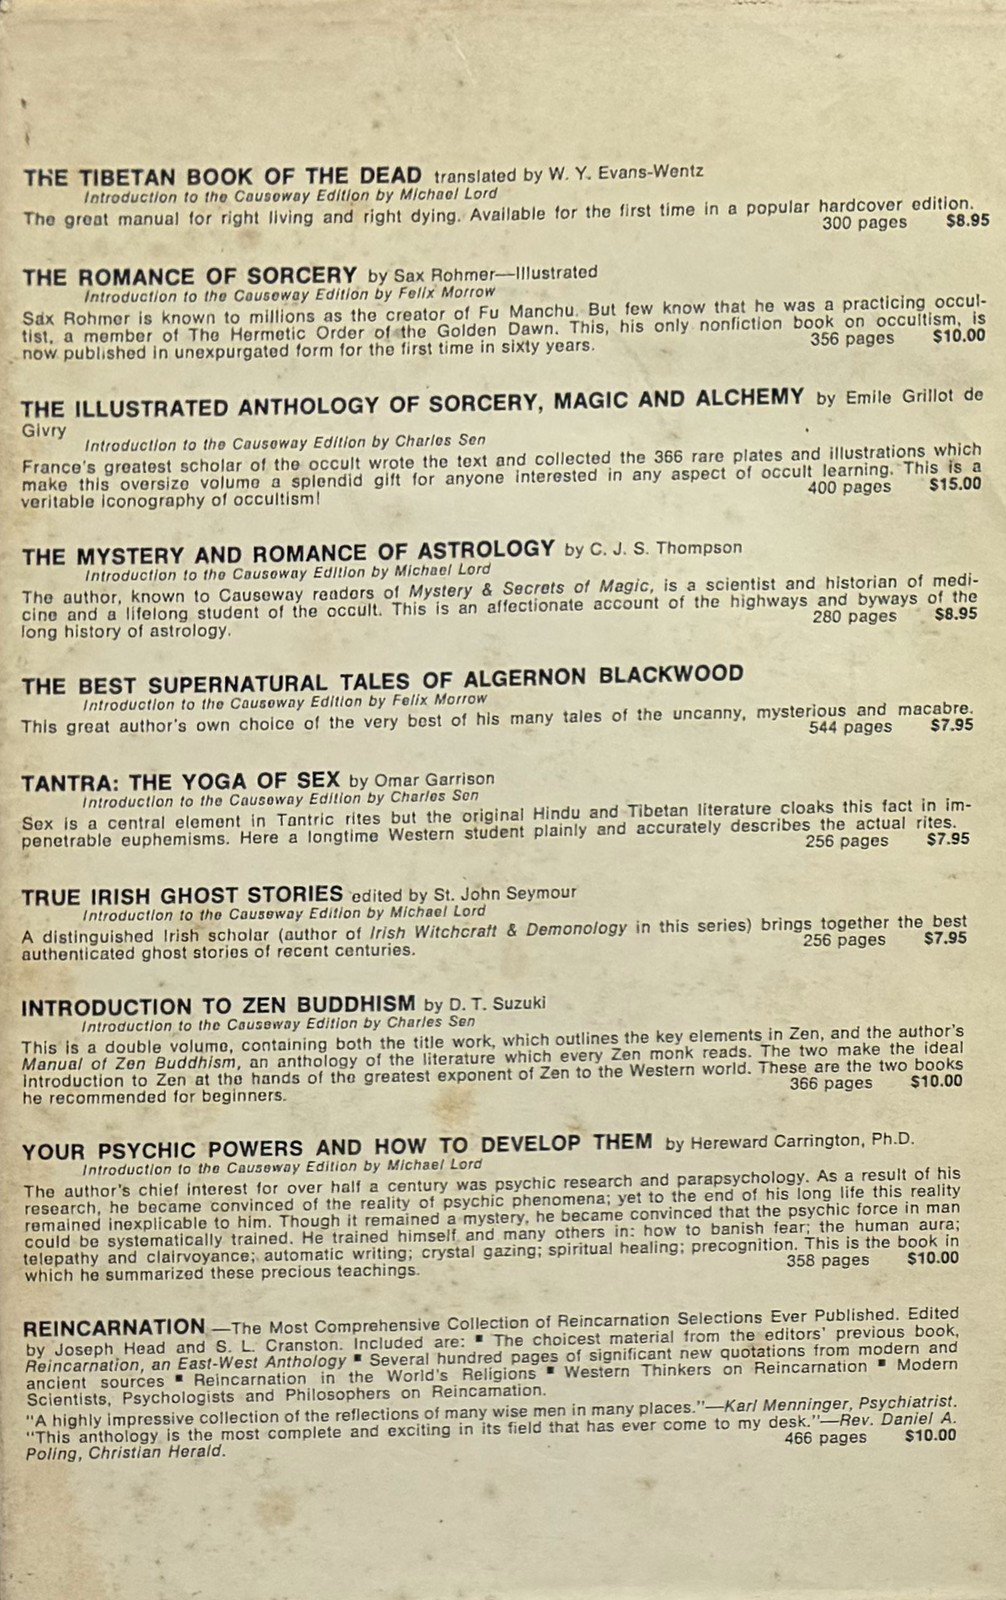 THE TIBETAN BOOK OF THE DEAD translated by W. Y. Evans-Wentz
Introduction to the Causeway Edition by Michael Lord
The great manual for right living and right dying. Available for the first time in a popular hardcover edition.
300 pages $8.95
THE ROMANCE OF SORCERY by Sax Rohmer—Illustrated
Introduction to the Causeway Edition by Felix Morrow
Sax Rohmer is known to millions as the creator of Fu Manchu. But few know that he was a practicing occul-
tist, a member of The Hermetic Order of the Golden Dawn. This, his only nonfiction book on occultism, is
now published in unexpurgated form for the first time in sixty years. 356 pages $10.00
THE ILLUSTRATED ANTHOLOGY OF SORCERY, MAGIC AND ALCHEMY by Emile Grillot de
Givry
Introduction to the Causeway Edition by Charles Sen
France's greatest scholar of the occult wrote the text and collected the 366 rare plates and illustrations which
make this oversize volume a splendid gift for anyone interested in any aspect of occult learning. This is a
veritable iconography of occultism! 400 pages $15.00
THE MYSTERY AND ROMANCE OF ASTROLOGY by C. J. S. Thompson
Introduction to the Causeway Edition by Michael Lord
The author, known to Causeway readers of Mystery & Secrets of Magic, is a scientist and historian of medi-
cine and a lifelong student of the occult. This is an affectionate account of the highways and byways of the
long history of astrology. 280 pages $8.95
THE BEST SUPERNATURAL TALES OF ALGERNON BLACKWOOD
Introduction to the Causeway Edition by Felix Morrow
This great author's own choice of the very best of his many tales of the uncanny, mysterious and macabre.
544 pages $7.95
TANTRA: THE YOGA OF SEX by Omar Garrison
Introduction to the Causeway Edition by Charles Sen
Sex is a central element in Tantric rites but the original Hindu and Tibetan literature cloaks this fact in im-
penetrable euphemisms. Here a longtime Western student plainly and accurately describes the actual rites.
256 pages $7.95
TRUE IRISH GHOST STORIES edited by St. John Seymour
Introduction to the Causeway Edition by Michael Lord
A distinguished Irish scholar (author of Irish Witchcraft & Demonology in this series) brings together the best
authenticated ghost stories of recent centuries. 256 pages $7.95
INTRODUCTION TO ZEN BUDDHISM by D. T. Suzuki
Introduction to the Causeway Edition by Charles Sen
This is a double volume, containing both the title work, which outlines the key elements in Zen, and the author's
Manual of Zen Buddhism, an anthology of the literature which every Zen monk reads. The two make the ideal
introduction to Zen at the hands of the greatest exponent of Zen to the Western world. These are the two books
he recommended for beginners. 366 pages $10.00
YOUR PSYCHIC POWERS AND HOW TO DEVELOP THEM by Hereward Carrington, Ph.D.
Introduction to the Causeway Edition by Michael Lord
The author's chief interest for over half a century was psychic research and parapsychology. As a result of his
research, he became convinced of the reality of psychic phenomena; yet to the end of his long life this reality
remained inexplicable to him. Though it remained a mystery, he became convinced that the psychic force in man
could be systematically trained. He trained himself and many others in: how to banish fear; the human aura;
telepathy and clairvoyance; automatic writing; crystal gazing; spiritual healing; precognition. This is the book in
which he summarized these precious teachings. 358 pages $10.00
REINCARNATION—The Most Comprehensive Collection of Reincarnation Selections Ever Published. Edited
by Joseph Head and S. L. Cranston. Included are: ■ The choicest material from the editors' previous book,
Reincarnation, an East-West Anthology ■ Several hundred pages of significant new quotations from modern and
ancient sources ■ Reincarnation in the World's Religions ■ Western Thinkers on Reincarnation ■ Modern
Scientists, Psychologists and Philosophers on Reincarnation.
"A highly impressive collection of the reflections of many wise men in many places."—Karl Menninger, Psychiatrist.
"This anthology is the most complete and exciting in its field that has ever come to my desk."—Rev. Daniel A.
Poling, Christian Herald. 466 pages $10.00